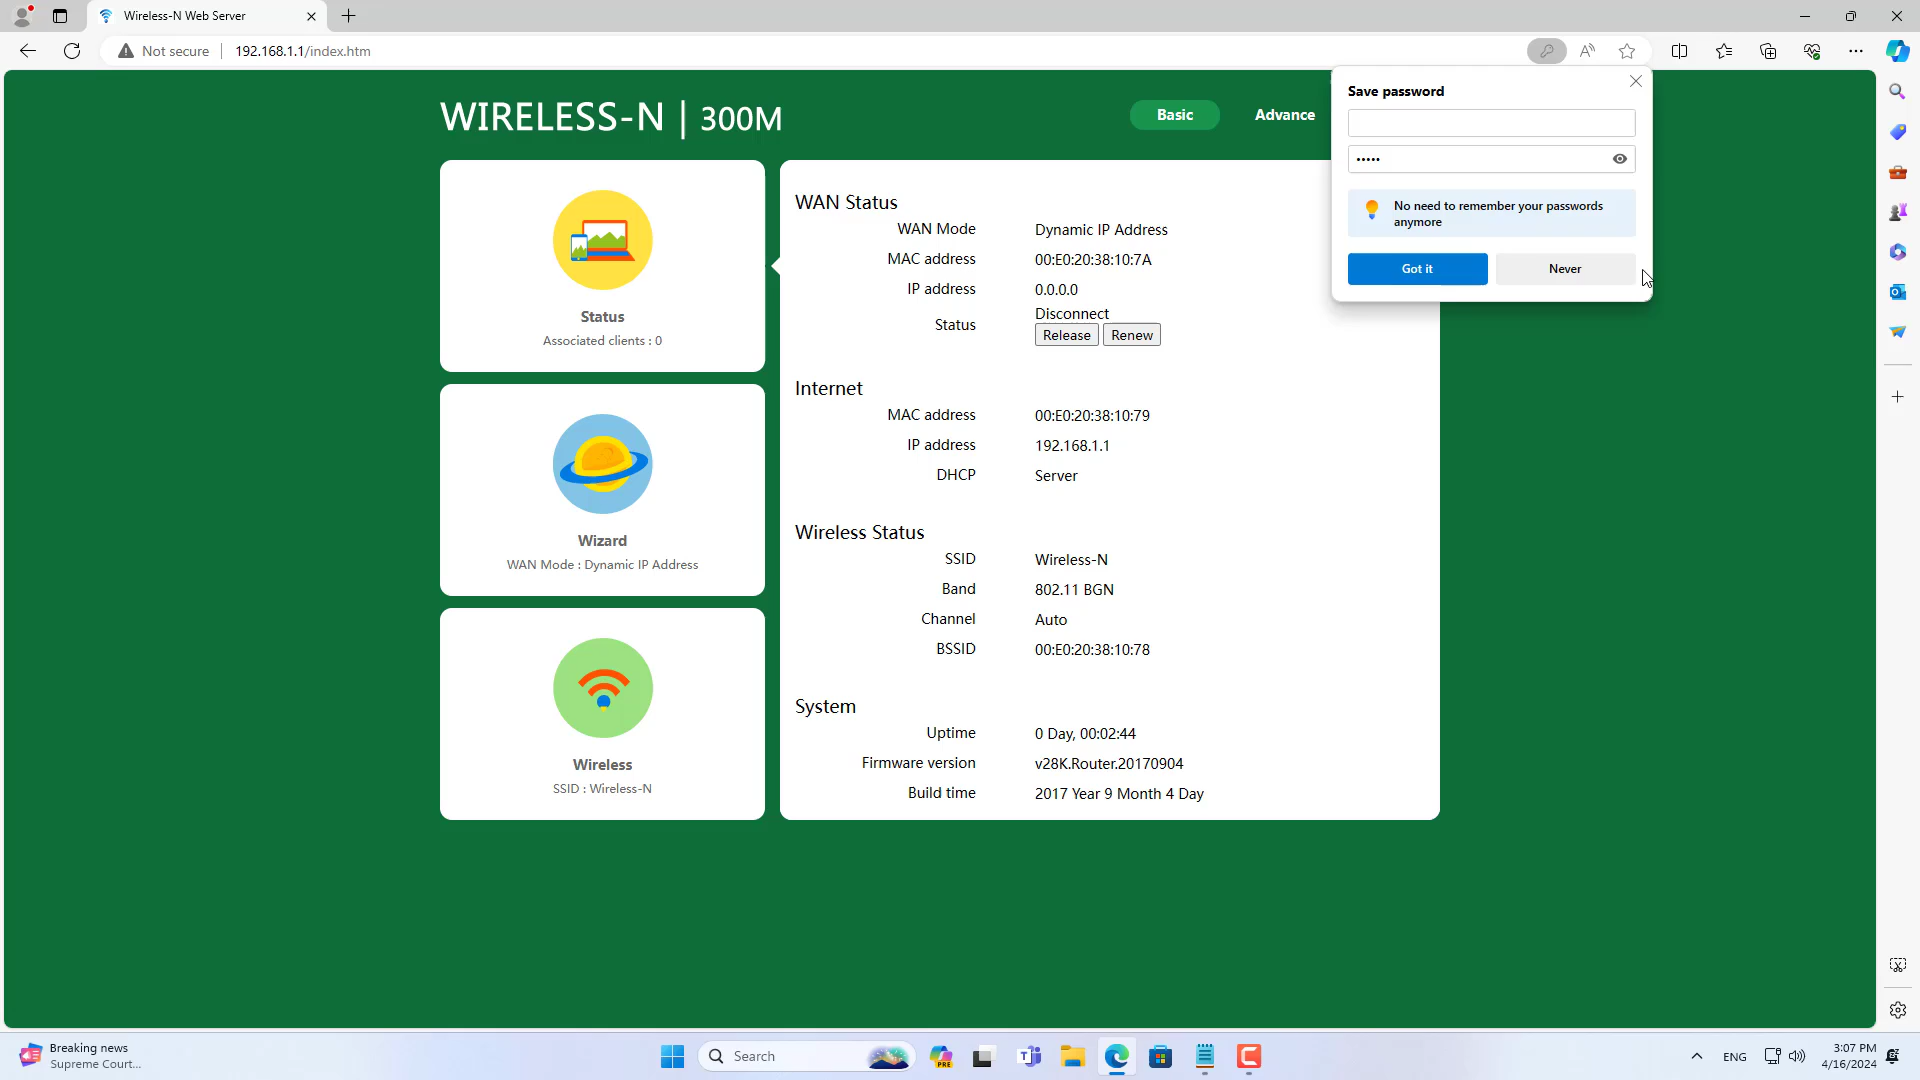 Wireless-N Web Server
Not secure
192.168.1.1/index.htm
WIRELESS-N | 300M
Basic
Advance
Save password
•••••
No need to remember your passwords
anymore
Got it
Never
Status
Associated clients : 0
Wizard
WAN Mode : Dynamic IP Address
Wireless
SSID : Wireless-N
WAN Status
WAN Mode Dynamic IP Address
MAC address 00:E0:20:38:10:7A
IP address 0.0.0.0
Status Disconnect
Release Renew
Internet
MAC address 00:E0:20:38:10:79
IP address 192.168.1.1
DHCP Server
Wireless Status
SSID Wireless-N
Band 802.11 BGN
Channel Auto
BSSID 00:E0:20:38:10:78
System
Uptime 0 Day, 00:02:44
Firmware version v28K.Router.20170904
Build time 2017 Year 9 Month 4 Day
Breaking news
Supreme Court...
Search
PRE
ENG
3:07 PM
4/16/2024